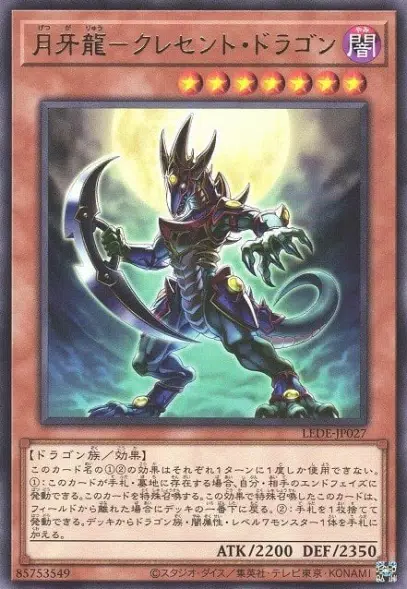 月牙龍－クレセント・ドラゴン 闇
LEDE-JP027
【ドラゴン族／効果】
このカード名の①②の効果はそれぞれ１ターンに１度しか使用できない。
①：このカードが手札・墓地に存在する場合、自分・相手のエンドフェイズに
発動できる。このカードを特殊召喚する。この効果で特殊召喚したこのカードは、
フィールドから離れた場合にデッキの一番下に戻る。②：手札を１枚捨てて
発動できる。デッキからドラゴン族・闇属性・レベル７モンスター１体を手札に
加える。
ATK/2200 DEF/2350
85753549 ©スタジオ・ダイス／集英社・テレビ東京・KONAMI